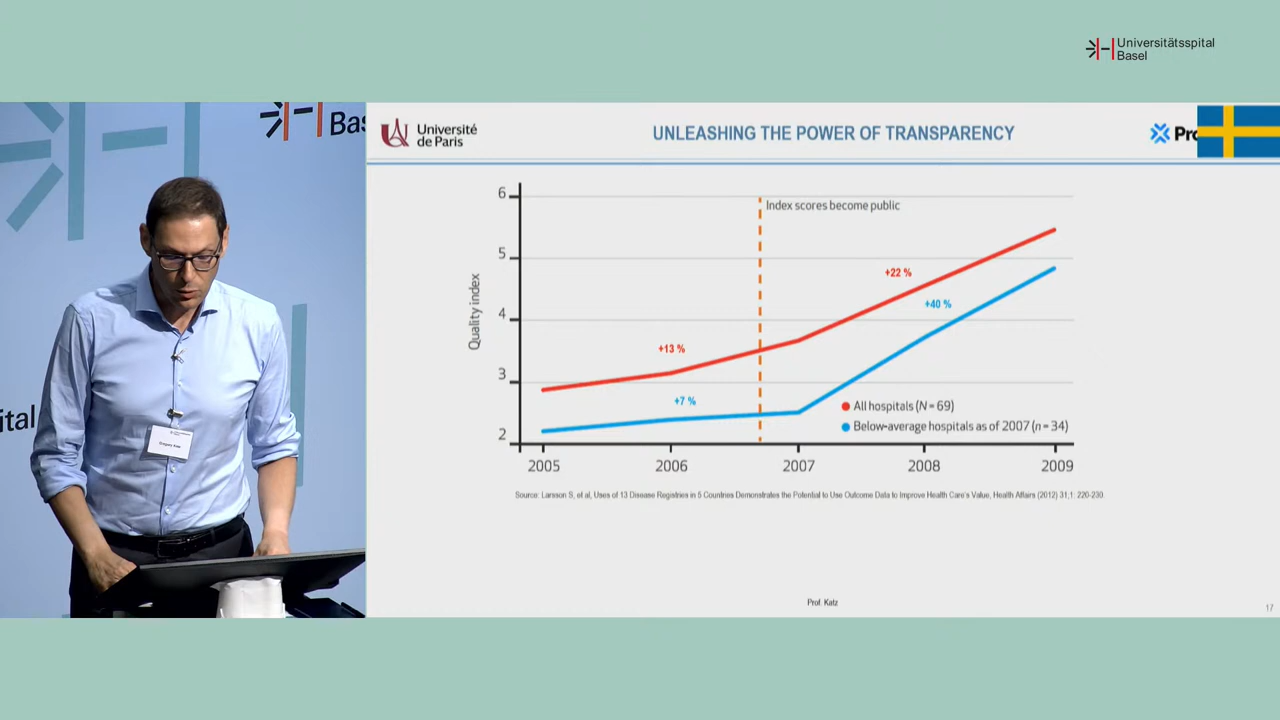 Universitätsspital
Basel
Bas
ital
Université
de Paris
UNLEASHING THE POWER OF TRANSPARENCY
Pro
6
5
4
3
2
Quality index
Index scores become public
+22 %
+40 %
+13 %
+7 %
All hospitals (N = 69)
Below-average hospitals as of 2007 (n = 34)
2005 2006 2007 2008 2009
Source: Larsson S, et al, Uses of 13 Disease Registries in 5 Countries Demonstrates the Potential to Use Outcome Data to Improve Health Care's Value, Health Affairs (2012) 31,1: 220-230.
Prof. Katz
17